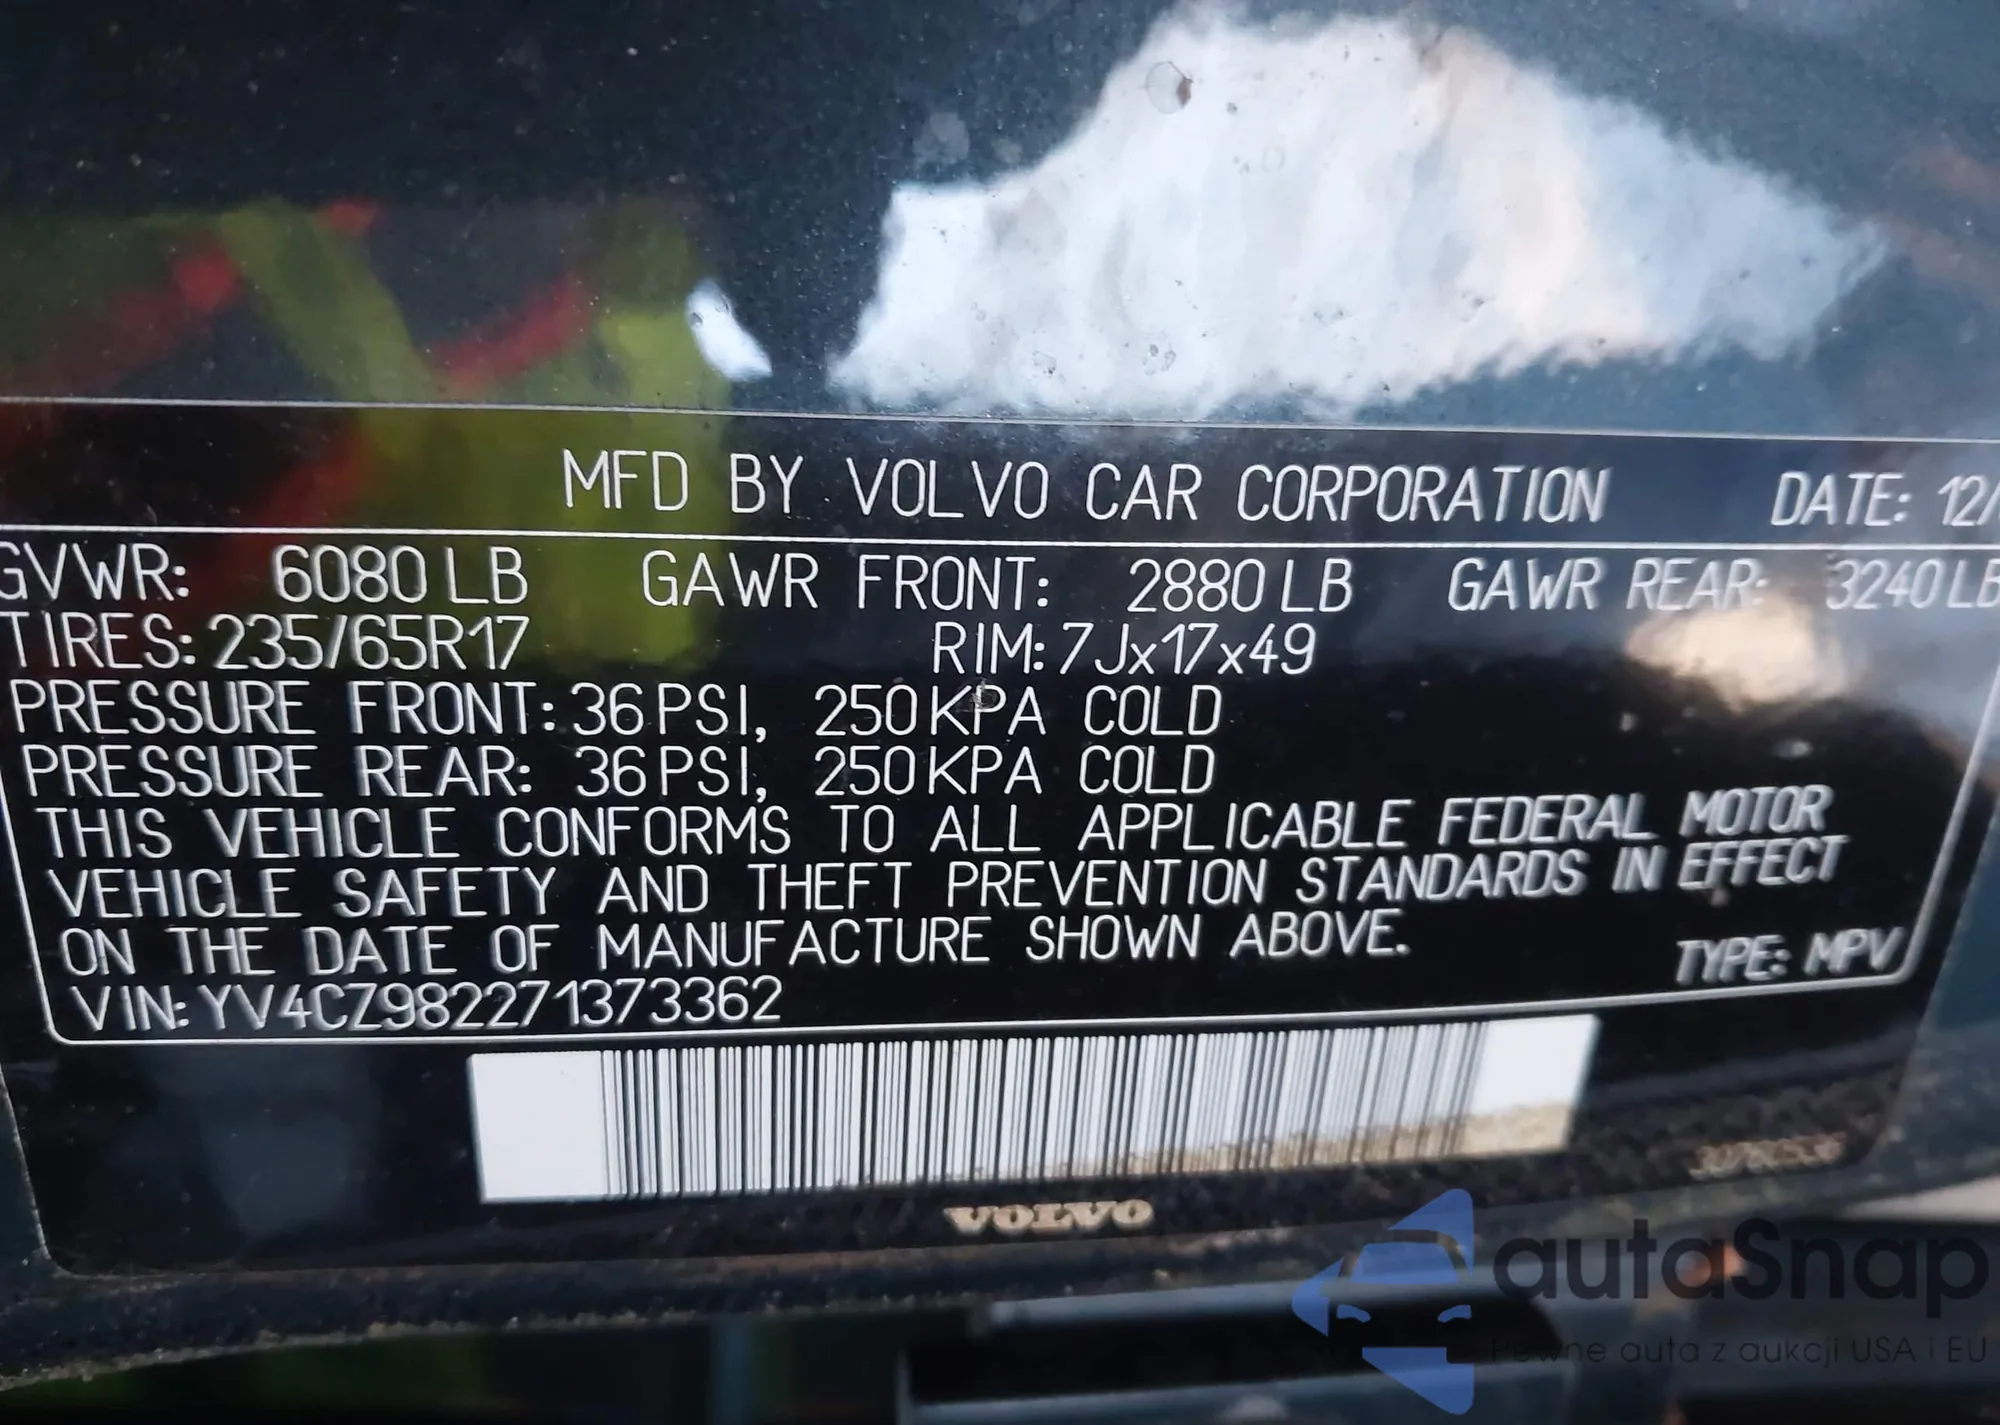 MFD BY VOLVO CAR CORPORATION DATE: 12/
GVWR: 6080 LB GAWR FRONT: 2880 LB GAWR REAR: 3240 LB
TIRES: 235/65R17 RIM: 7Jx17x49
PRESSURE FRONT: 36 PSI, 250 KPA COLD
PRESSURE REAR: 36 PSI, 250 KPA COLD
THIS VEHICLE CONFORMS TO ALL APPLICABLE FEDERAL MOTOR
VEHICLE SAFETY AND THEFT PREVENTION STANDARDS IN EFFECT
ON THE DATE OF MANUFACTURE SHOWN ABOVE.
TYPE: MPV
VIN: YV4CZ982271373362
VOLVO
autaSnap
Pewne auta z aukcji USA i EU